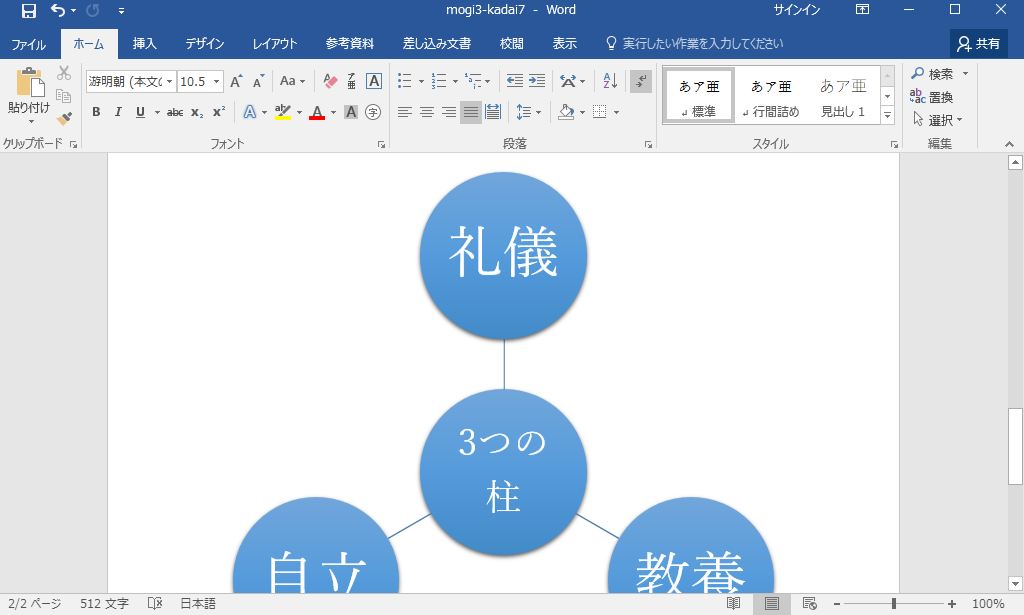 mogi3-kadai7 - Word
サインイン
ファイル ホーム 挿入 デザイン レイアウト 参考資料 差し込み文書 校閲 表示 実行したい作業を入力してください 共有
貼り付け
クリップボード
游明朝 (本文(
10.5
フォント
段落
あア亜 あア亜 あア亜
標準 行間詰め 見出し 1
スタイル
検索
置換
選択
編集
礼儀
3つの
柱
自立
教養
2/2 ページ 512 文字 日本語 100%